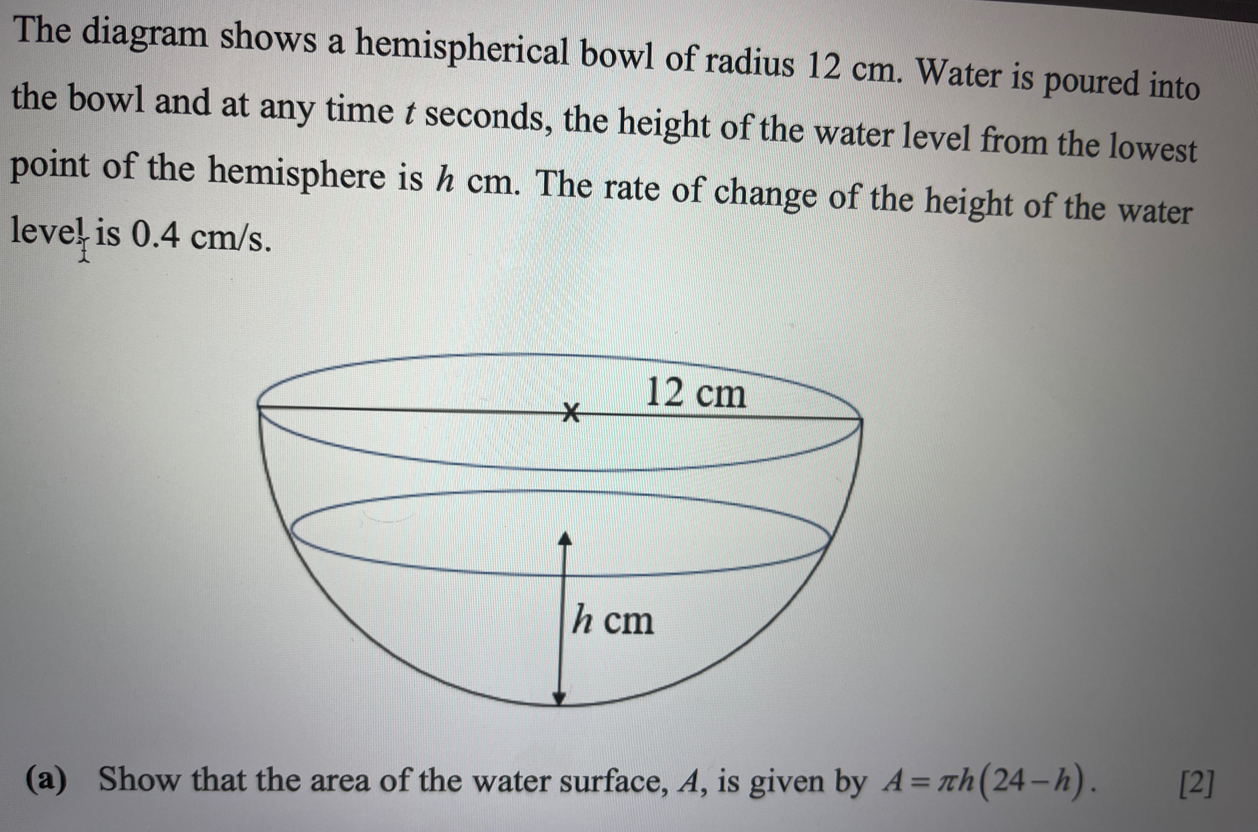 The diagram shows a hemispherical bowl of radius 12 cm. Water is poured into
the bowl and at any time t seconds, the height of the water level from the lowest
point of the hemisphere is h cm. The rate of change of the height of the water
level is 0.4 cm/s.
12 cm
h cm
(a) Show that the area of the water surface, A, is given by A = πh(24 – h). [2]